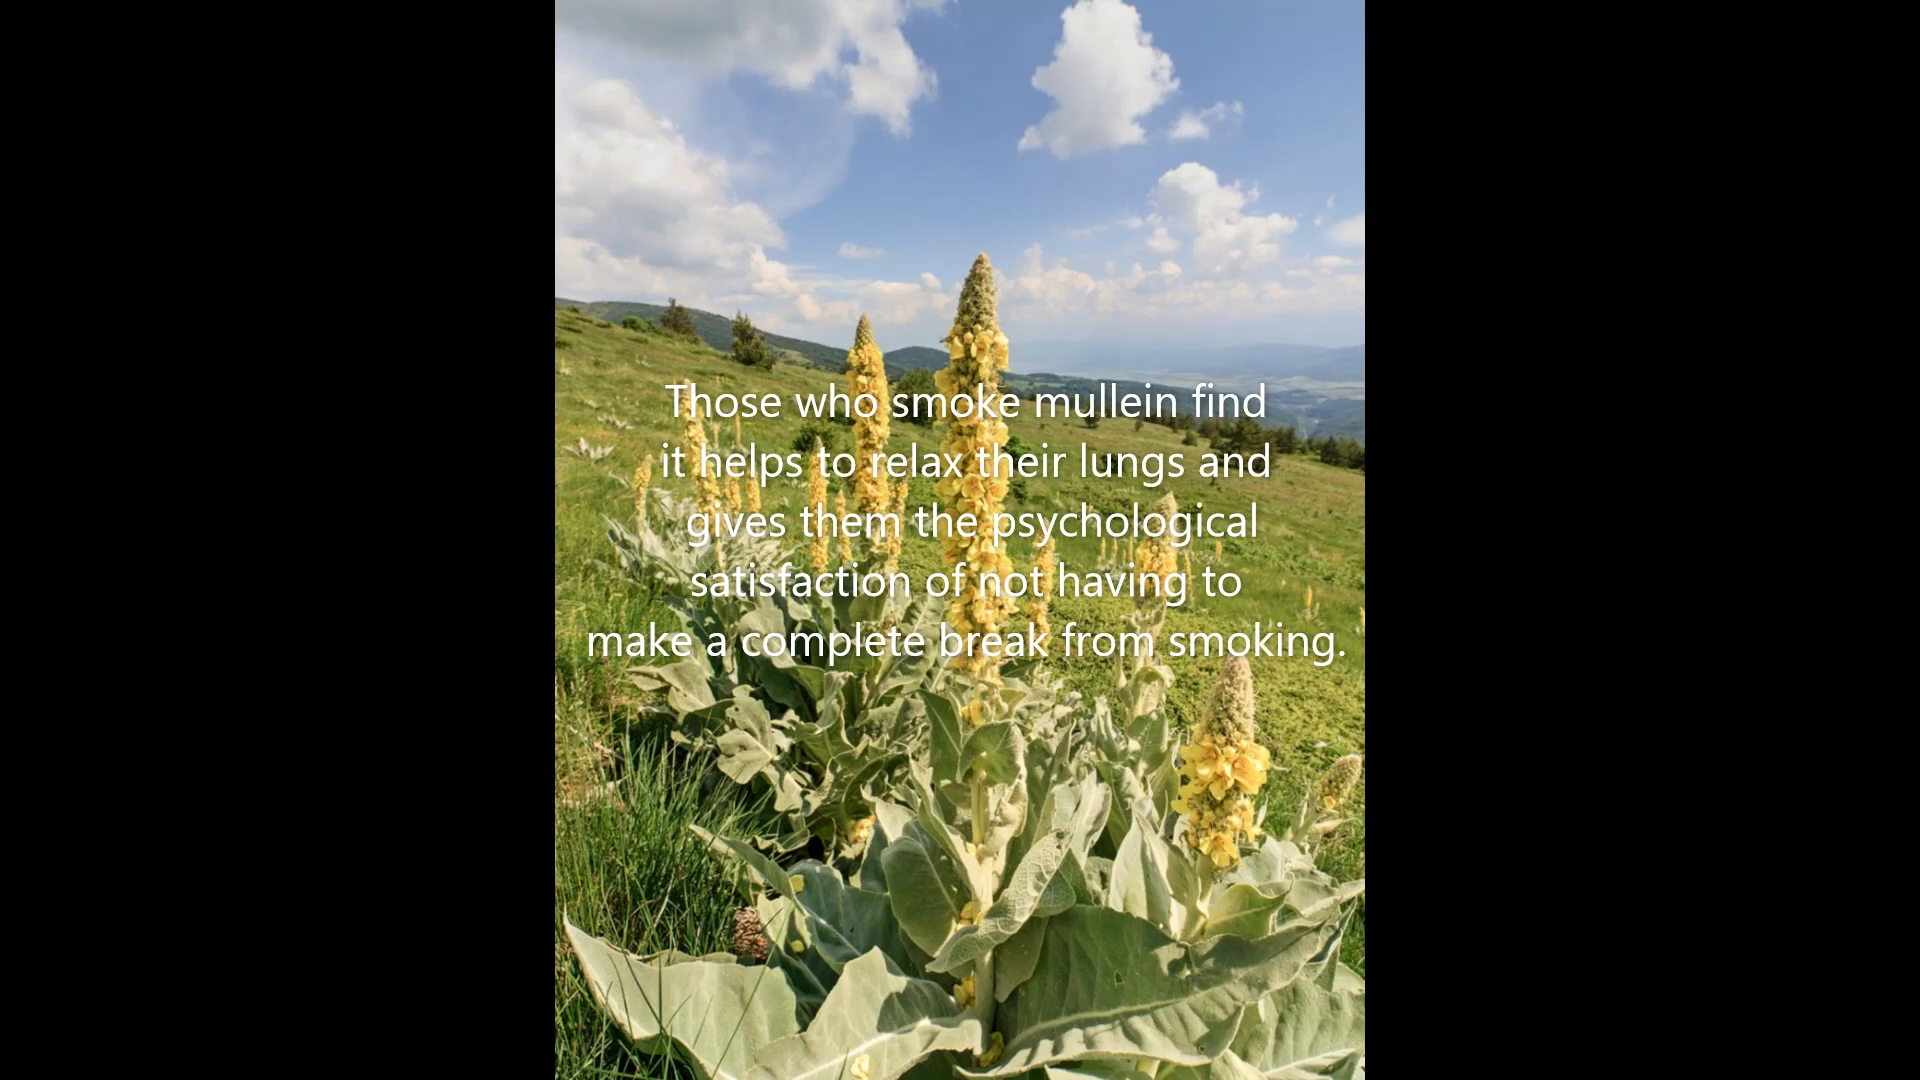 Those who smoke mullein find
it helps to relax their lungs and
gives them the psychological
satisfaction of not having to
make a complete break from smoking.